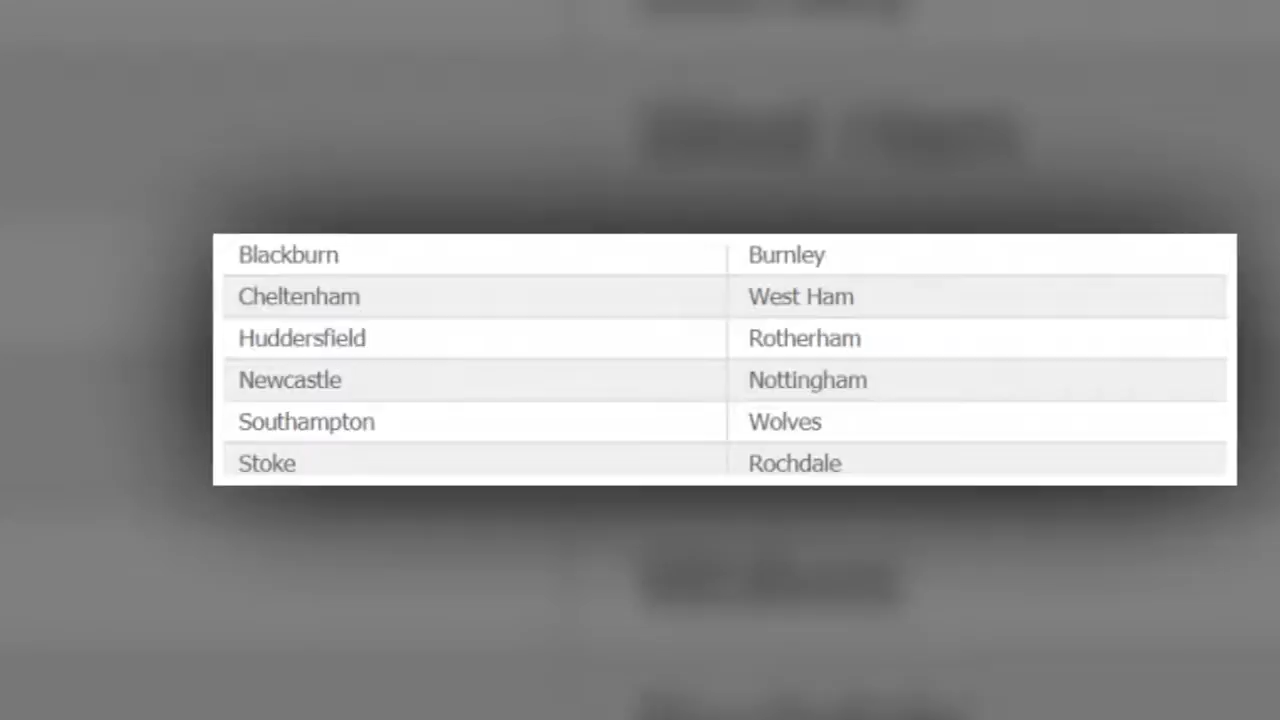 Blackburn Burnley
Cheltenham West Ham
Huddersfield Rotherham
Newcastle Nottingham
Southampton Wolves
Stoke Rochdale